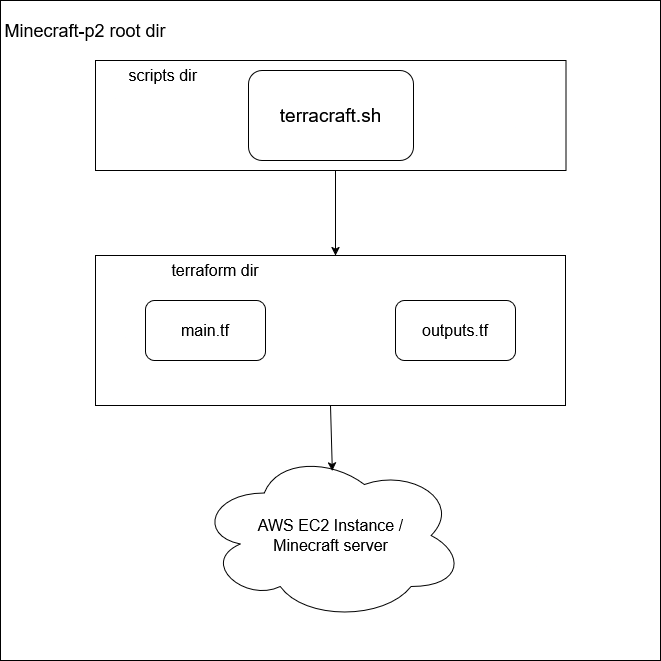 Minecraft-p2 root dir
scripts dir
terracraft.sh
terraform dir
main.tf
outputs.tf
AWS EC2 Instance /
Minecraft server